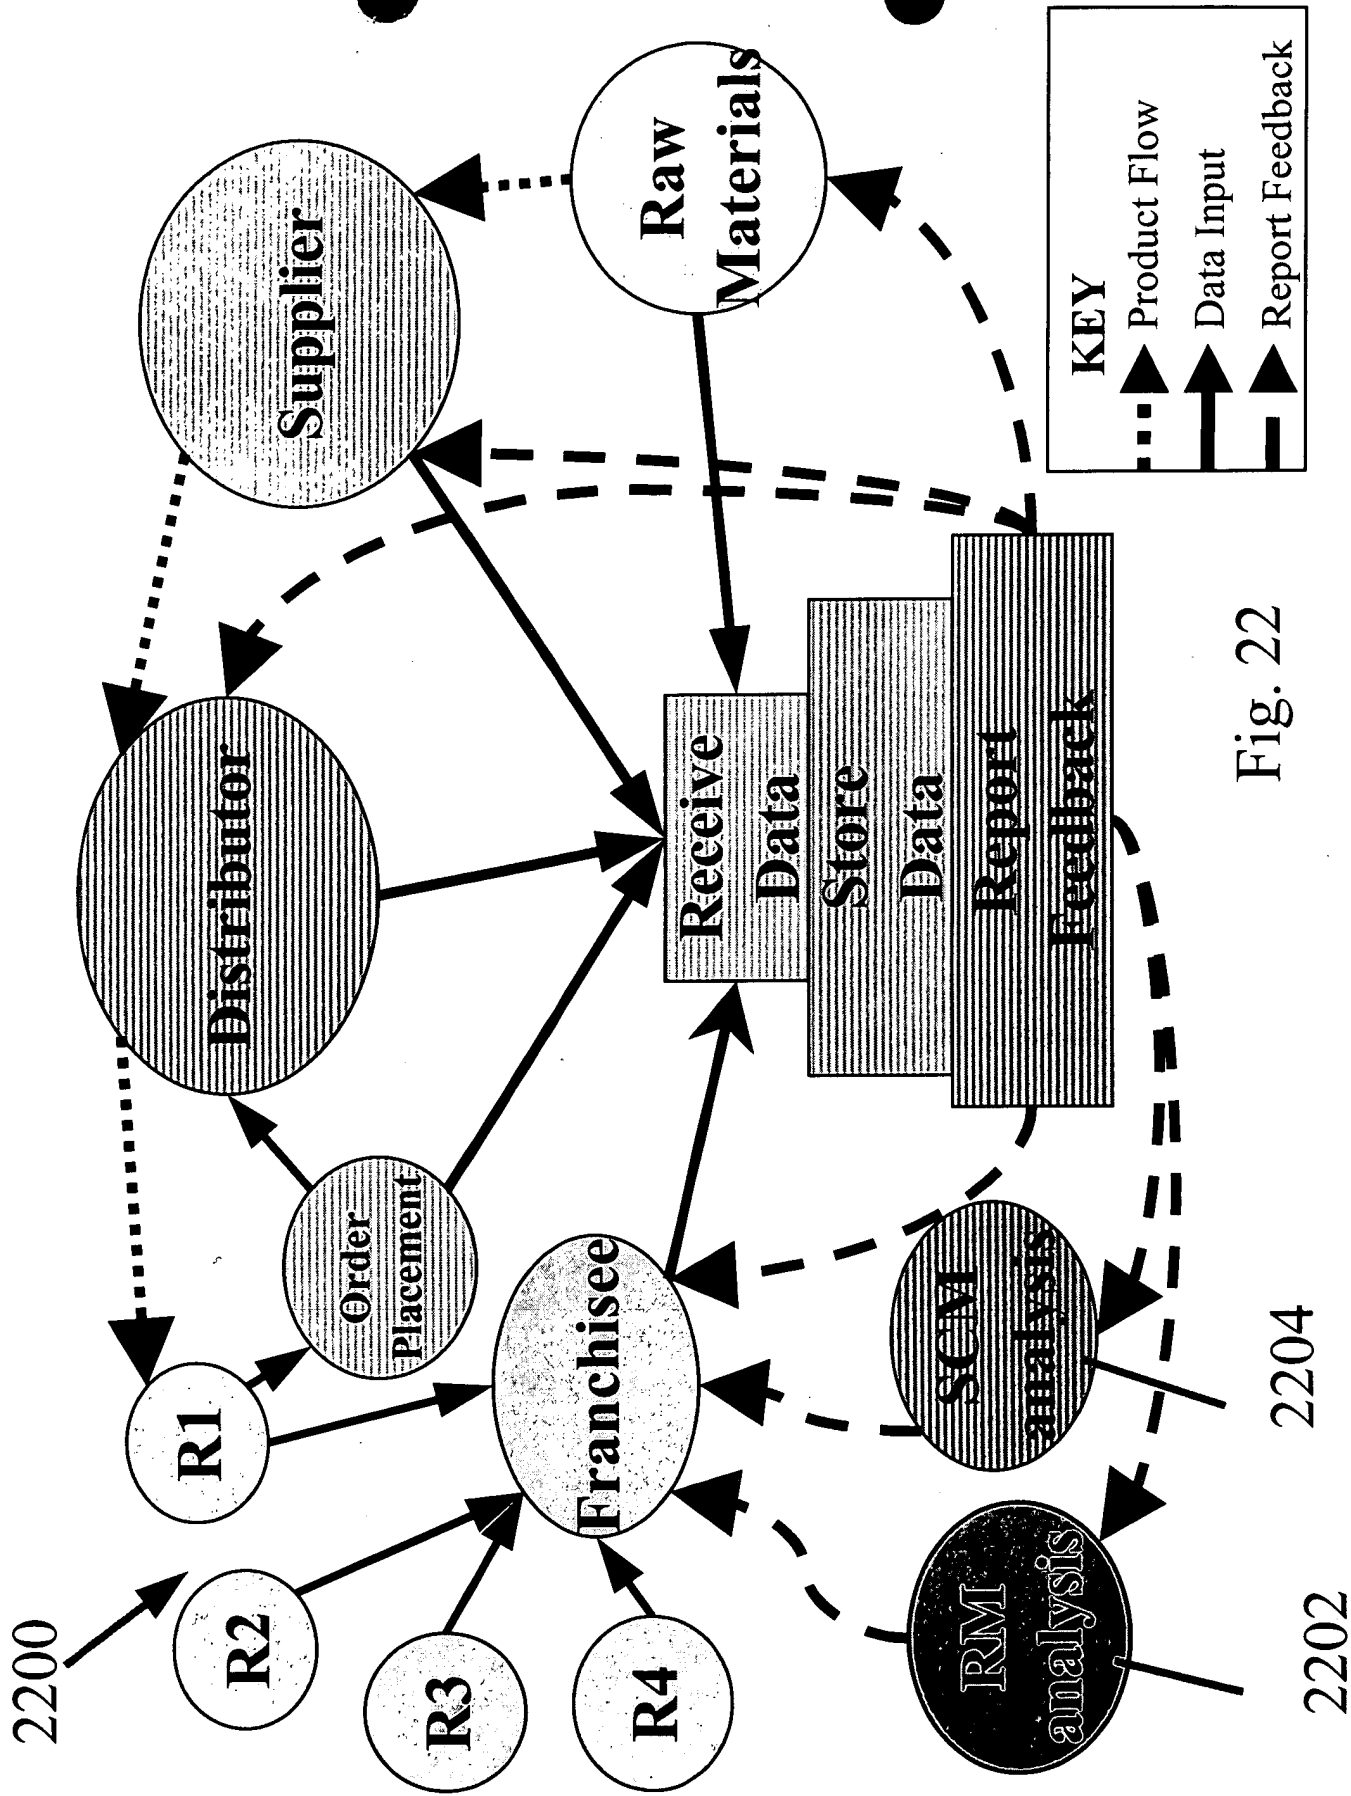 2200
R1
R2
R3
R4
Order
Placement
Distributor
Supplier
Franchisee
Receive
Data
Store
Data
Report
Feedback
Raw
Materials
RM
analysis
SCM
analysis
2202
2204
KEY
Product Flow
Data Input
Report Feedback
Fig. 22